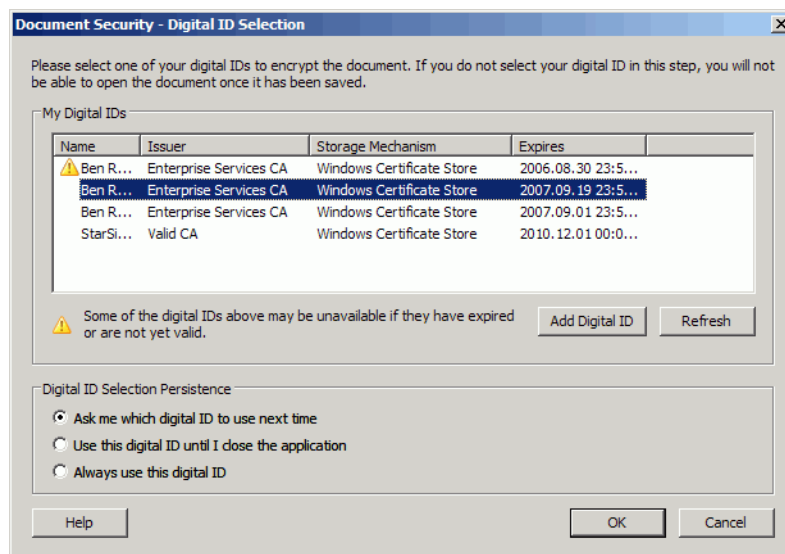 Document Security - Digital ID Selection
Please select one of your digital IDs to encrypt the document. If you do not select your digital ID in this step, you will not
be able to open the document once it has been saved.
My Digital IDs
Name Issuer Storage Mechanism Expires
Ben R... Enterprise Services CA Windows Certificate Store 2006.08.30 23:5...
Ben R... Enterprise Services CA Windows Certificate Store 2007.09.19 23:5...
Ben R... Enterprise Services CA Windows Certificate Store 2007.09.01 23:5...
StarSi... Valid CA Windows Certificate Store 2010.12.01 00:0...
Some of the digital IDs above may be unavailable if they have expired
or are not yet valid.
Add Digital ID Refresh
Digital ID Selection Persistence
Ask me which digital ID to use next time
Use this digital ID until I close the application
Always use this digital ID
Help OK Cancel